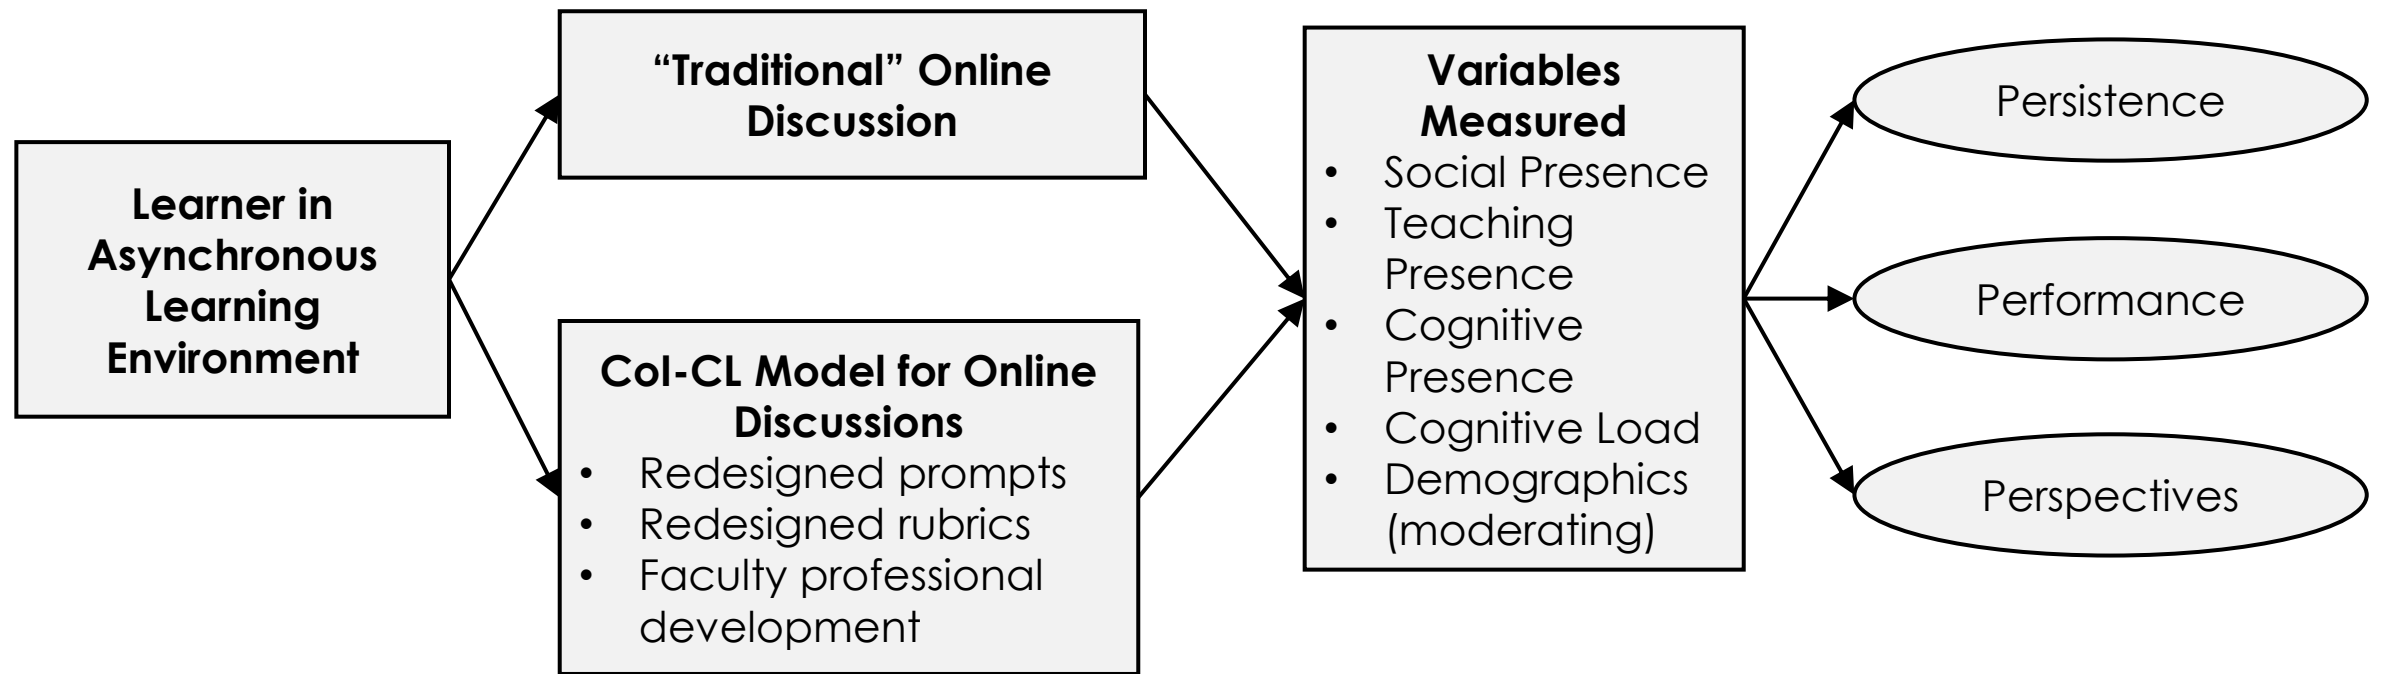 Learner in
Asynchronous
Learning
Environment
“Traditional” Online
Discussion
CoI-CL Model for Online
Discussions
• Redesigned prompts
• Redesigned rubrics
• Faculty professional
development
Variables
Measured
• Social Presence
• Teaching
Presence
• Cognitive
Presence
• Cognitive Load
• Demographics
(moderating)
Persistence
Performance
Perspectives